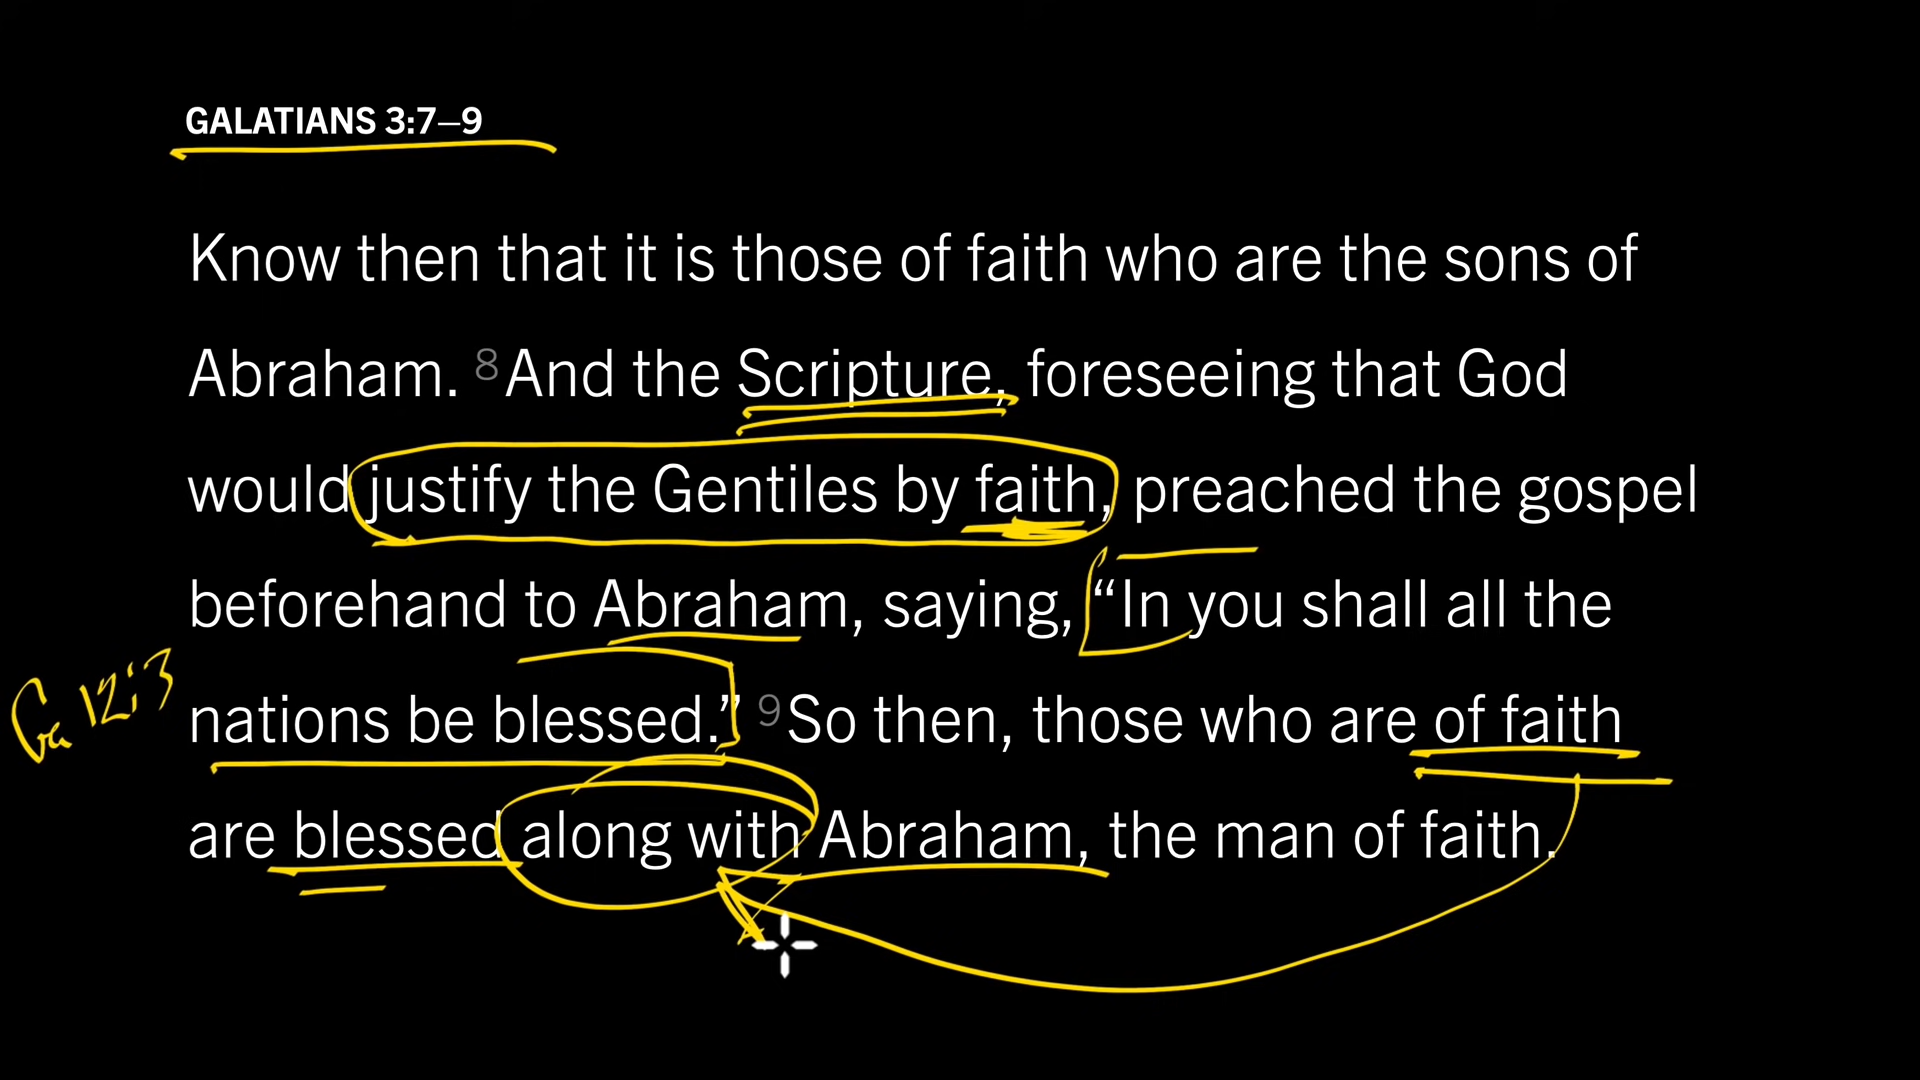 GALATIANS 3:7–9
Know then that it is those of faith who are the sons of
Abraham. 8 And the Scripture, foreseeing that God
would justify the Gentiles by faith, preached the gospel
beforehand to Abraham, saying, “In you shall all the
Gn 12:3
nations be blessed.” 9 So then, those who are of faith
are blessed along with Abraham, the man of faith.